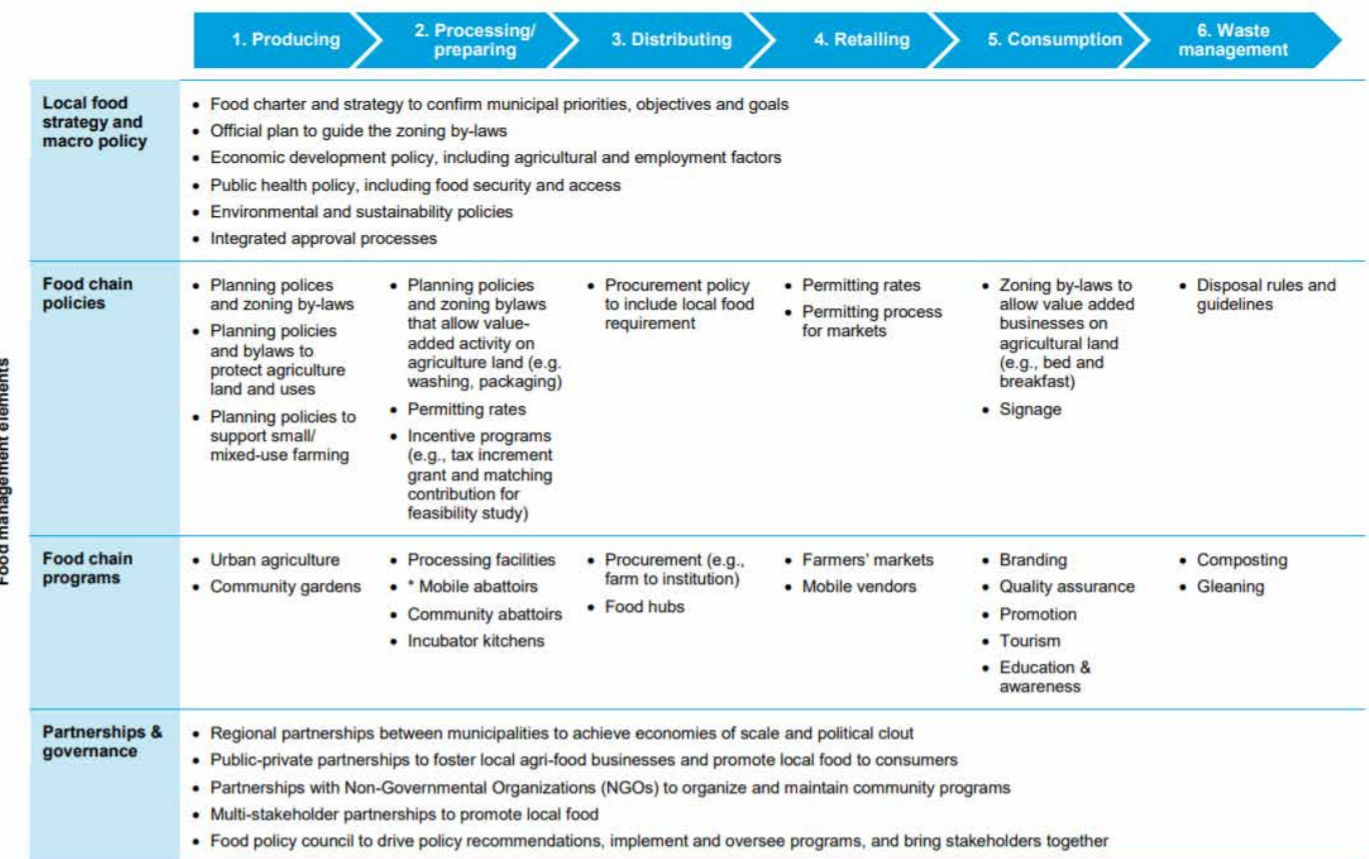 1. Producing
2. Processing/
preparing
3. Distributing
4. Retailing
5. Consumption
6. Waste
management
Food management elements
Local food
strategy and
macro policy
• Food charter and strategy to confirm municipal priorities, objectives and goals
• Official plan to guide the zoning by-laws
• Economic development policy, including agricultural and employment factors
• Public health policy, including food security and access
• Environmental and sustainability policies
• Integrated approval processes
Food chain
policies
• Planning polices
and zoning by-laws
• Planning policies
and bylaws to
protect agriculture
land and uses
• Planning policies to
support small/
mixed-use farming
• Planning policies
and zoning bylaws
that allow value-
added activity on
agriculture land (e.g.
washing, packaging)
• Permitting rates
• Incentive programs
(e.g., tax increment
grant and matching
contribution for
feasibility study)
• Procurement policy
to include local food
requirement
• Permitting rates
• Permitting process
for markets
• Zoning by-laws to
allow value added
businesses on
agricultural land
(e.g., bed and
breakfast)
• Signage
• Disposal rules and
guidelines
Food chain
programs
• Urban agriculture
• Community gardens
• Processing facilities
• * Mobile abattoirs
• Community abattoirs
• Incubator kitchens
• Procurement (e.g.,
farm to institution)
• Food hubs
• Farmers' markets
• Mobile vendors
• Branding
• Quality assurance
• Promotion
• Tourism
• Education &
awareness
• Composting
• Gleaning
Partnerships &
governance
• Regional partnerships between municipalities to achieve economies of scale and political clout
• Public-private partnerships to foster local agri-food businesses and promote local food to consumers
• Partnerships with Non-Governmental Organizations (NGOs) to organize and maintain community programs
• Multi-stakeholder partnerships to promote local food
• Food policy council to drive policy recommendations, implement and oversee programs, and bring stakeholders together